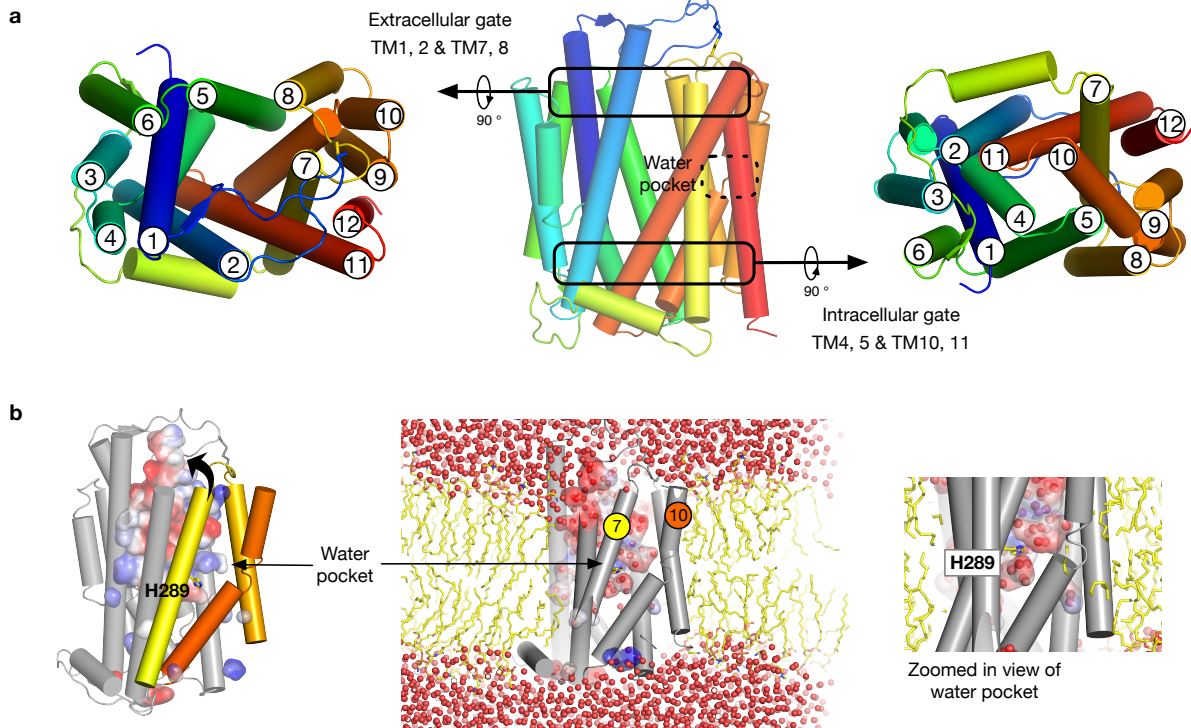 a
Extracellular gate
TM1, 2 & TM7, 8
90 °
5
8
6
10
7
3
9
12
4
1
2
11
Water
pocket
90 °
Intracellular gate
TM4, 5 & TM10, 11
7
12
2
11
10
3
4
5
9
6
1
8
b
H289
Water
pocket
7
10
H289
Zoomed in view of
water pocket